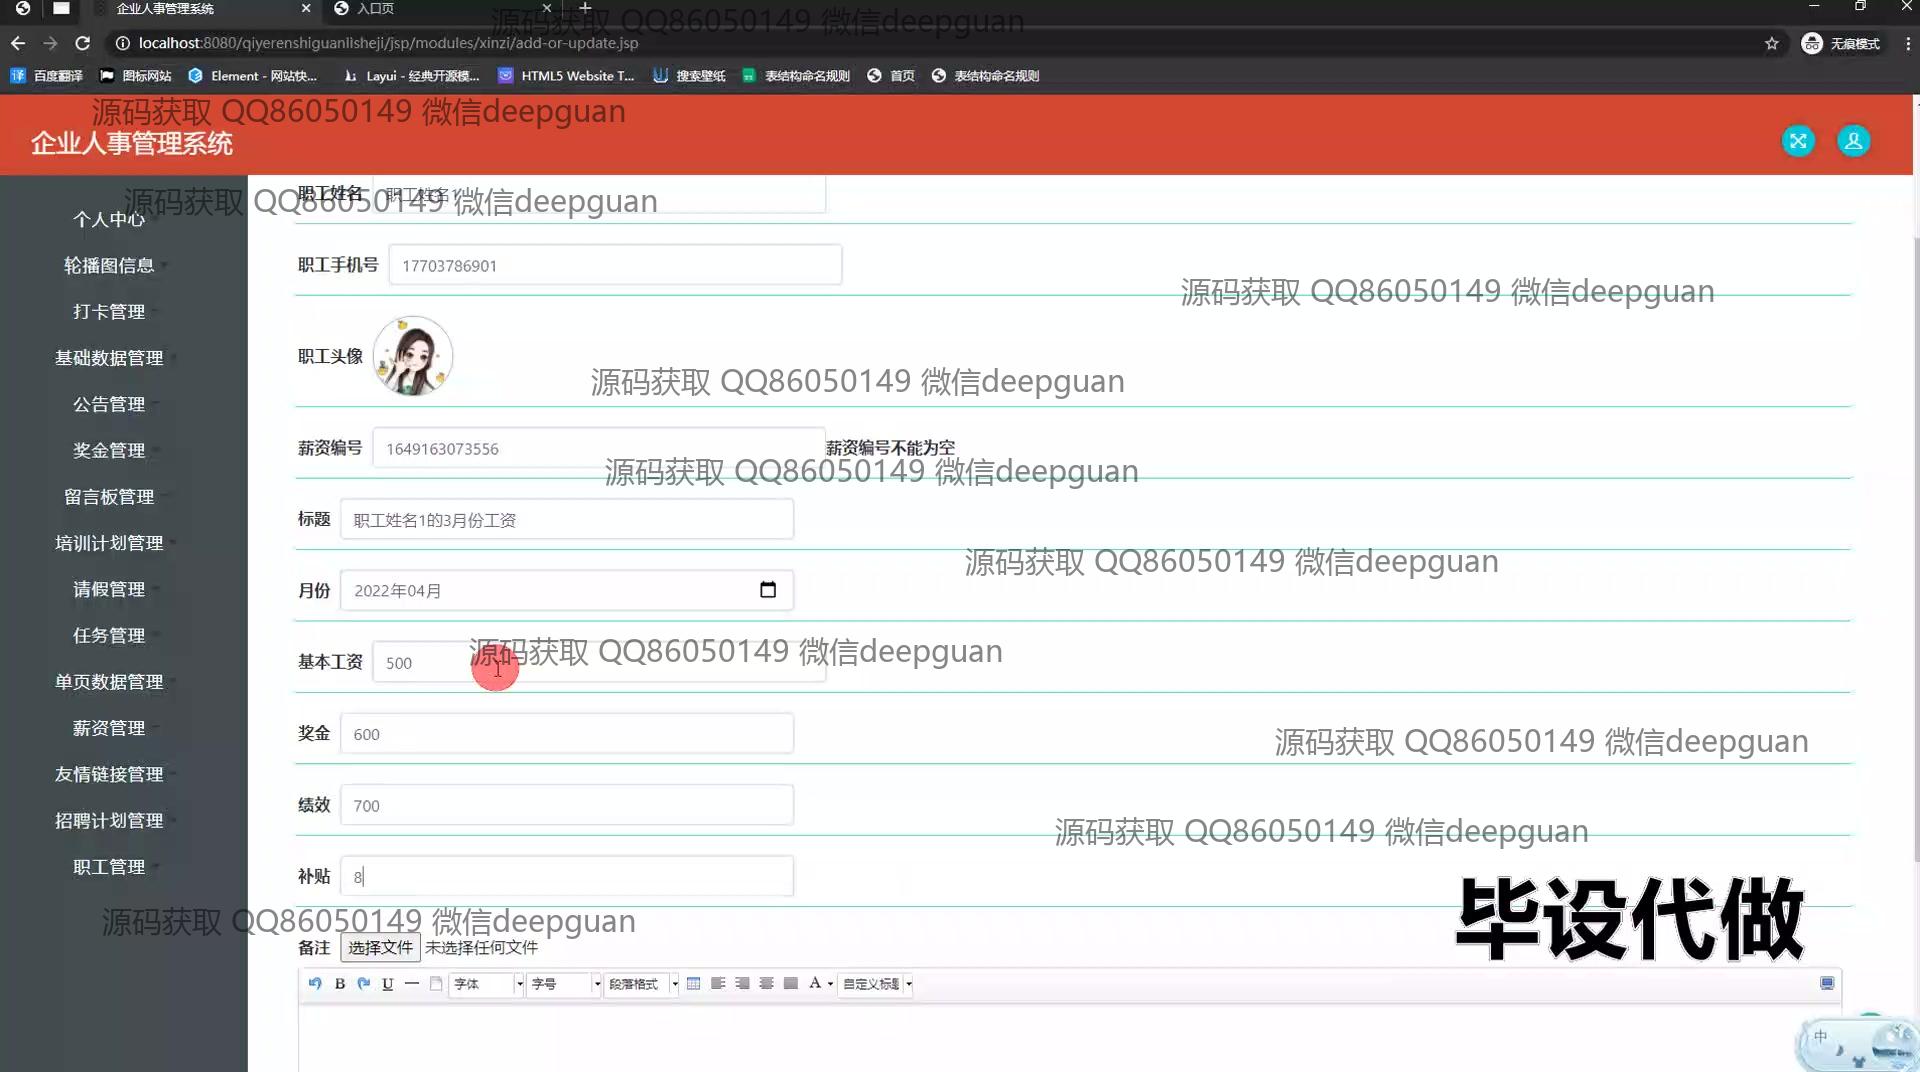 企业人事管理系统
入口页
源码获取 QQ86050149 微信deepguan
localhost:8080/qiyerenshiguanlisheji/jsp/modules/xinzi/add-or-update.jsp
无痕模式
百度翻译
图标网站
Element - 网站快...
Layui - 经典开源模...
HTML5 Website T...
搜索壁纸
表结构命名规则
首页
表结构命名规则
源码获取 QQ86050149 微信deepguan
企业人事管理系统
职工姓名 职工姓名1
源码获取 QQ86050149 微信deepguan
个人中心
轮播图信息
打卡管理
基础数据管理
公告管理
奖金管理
留言板管理
培训计划管理
请假管理
任务管理
单页数据管理
薪资管理
友情链接管理
招聘计划管理
职工管理
职工手机号 17703786901
源码获取 QQ86050149 微信deepguan
职工头像
源码获取 QQ86050149 微信deepguan
薪资编号 1649163073556 薪资编号不能为空
源码获取 QQ86050149 微信deepguan
标题 职工姓名1的3月份工资
源码获取 QQ86050149 微信deepguan
月份 2022年04月
基本工资 500
源码获取 QQ86050149 微信deepguan
奖金 600
源码获取 QQ86050149 微信deepguan
绩效 700
源码获取 QQ86050149 微信deepguan
补贴 8
毕设代做
源码获取 QQ86050149 微信deepguan
备注 选择文件 未选择任何文件
B U 字体 字号 段落格式 A 自定义标题
中